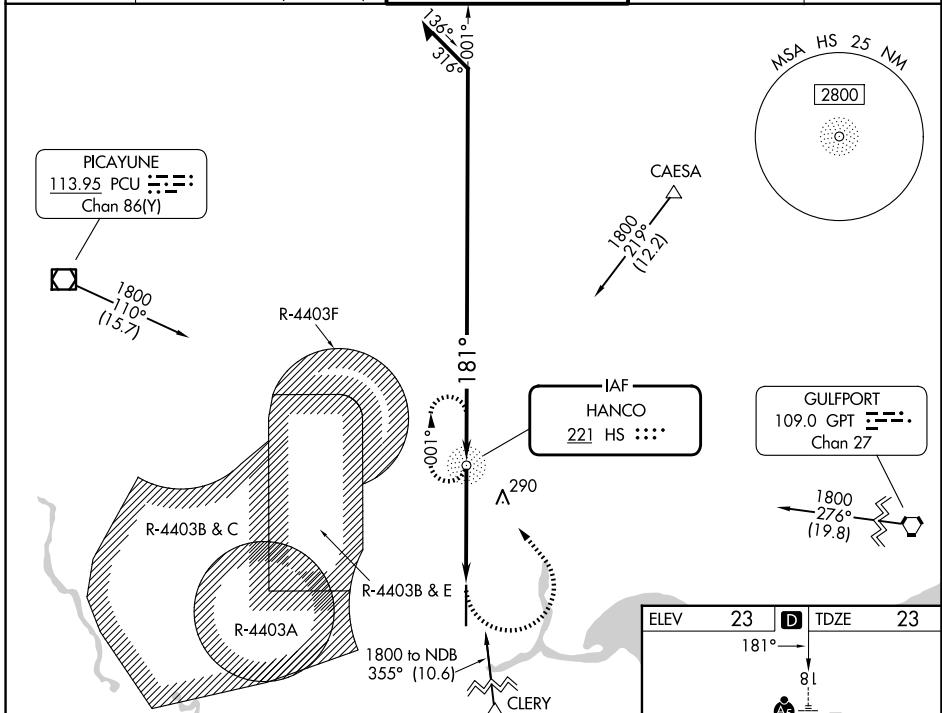 136°
316°
001°
MSA HS 25 NM
2800
PICAYUNE
113.95 PCU
Chan 86(Y)
1800
110°
(15.7)
CAESA
1800
219°
(12.2)
R-4403F
181°
IAF
HANCO
221 HS
001°
290
GULFPORT
109.0 GPT
Chan 27
1800
276°
(19.8)
R-4403B & C
R-4403B & E
R-4403A
1800 to NDB
355° (10.6)
CLERY
ELEV 23 D TDZE 23
181°
18